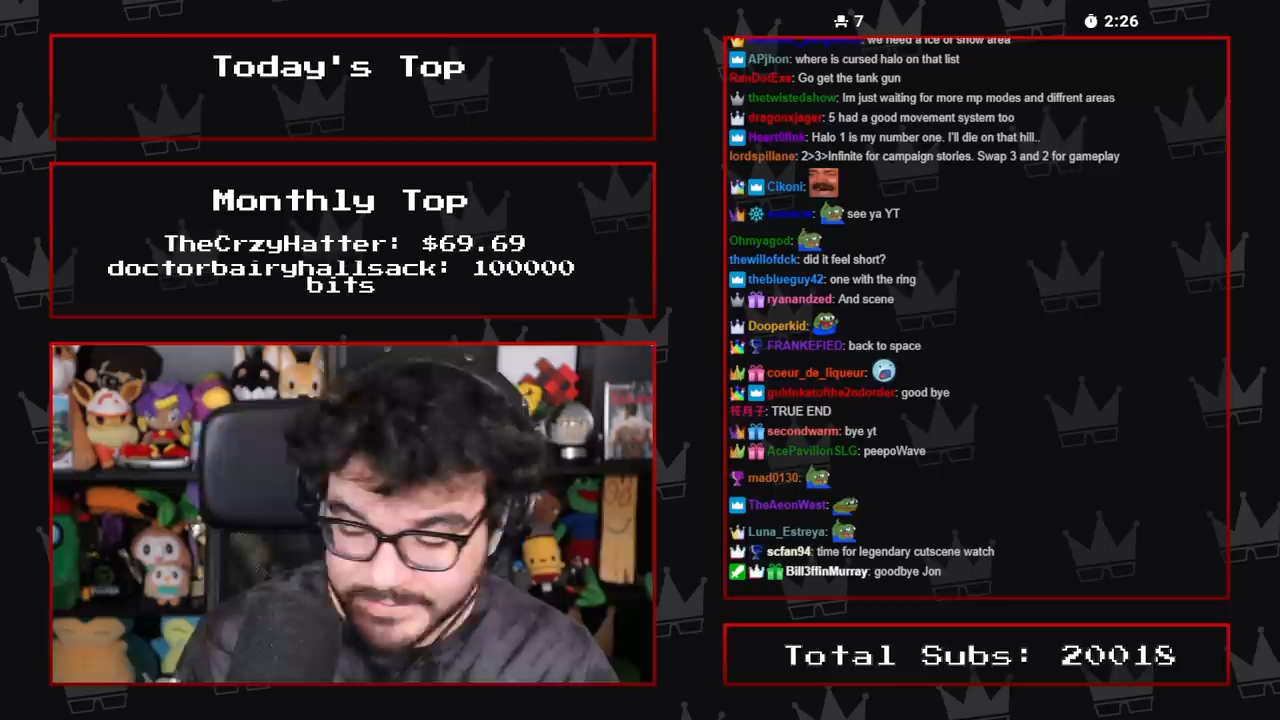 7
2:26
Today's Top
Monthly Top
TheCrzyHatter: $69.69
doctorbairyhallsack: 100000
bits
we need a ice or snow area
APjhon: where is cursed halo on that list
RanDotExe: Go get the tank gun
thetwistedshow: Im just waiting for more mp modes and diffrent areas
dragonxjager: 5 had a good movement system too
Heart0fInk: Halo 1 is my number one. I'll die on that hill..
lordspillane: 2>3>Infinite for campaign stories. Swap 3 and 2 for gameplay
Cikoni:
see ya YT
Ohmyagod:
thewillofdck: did it feel short?
theblueguy42: one with the ring
ryanandzed: And scene
Dooperkid:
FRANKEFIED: back to space
coeur_de_liqueur:
guldukatofthe2ndorder: good bye
月子: TRUE END
secondwarm: bye yt
AcePavilionSLG: peepoWave
mad0130:
TheAeonWest:
Luna_Estreya:
scfan94: time for legendary cutscene watch
Bill3ffinMurray: goodbye Jon
Total Subs: 20018